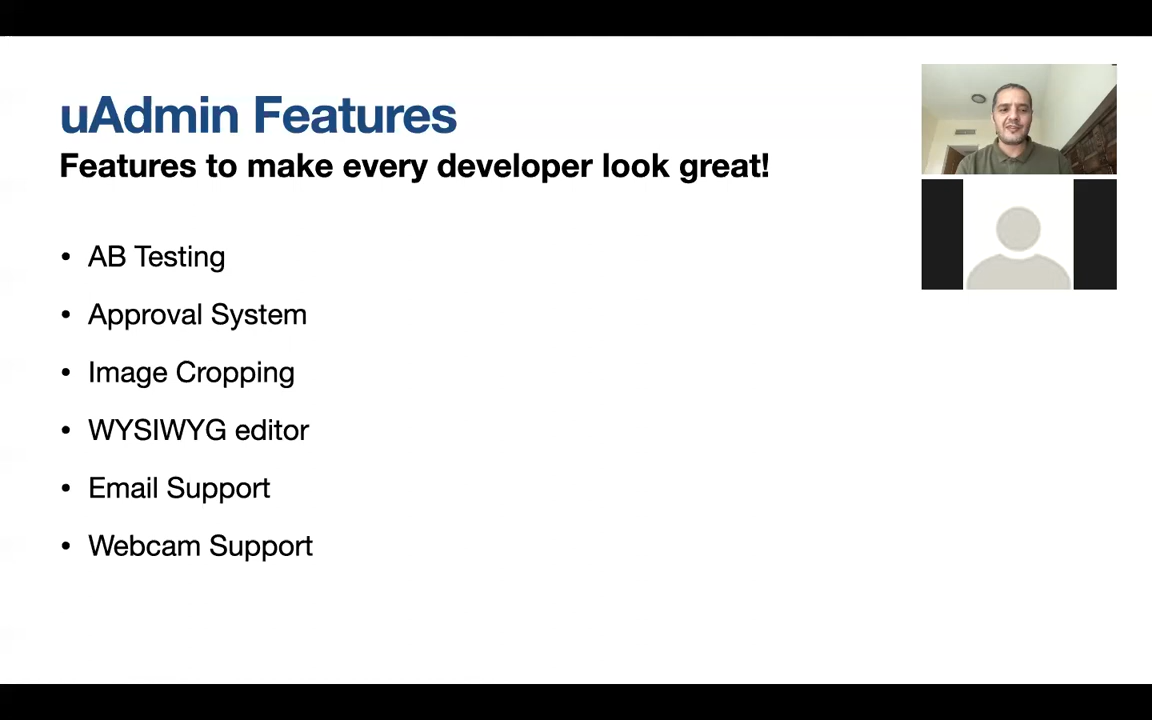 uAdmin Features
Features to make every developer look great!
• AB Testing
• Approval System
• Image Cropping
• WYSIWYG editor
• Email Support
• Webcam Support